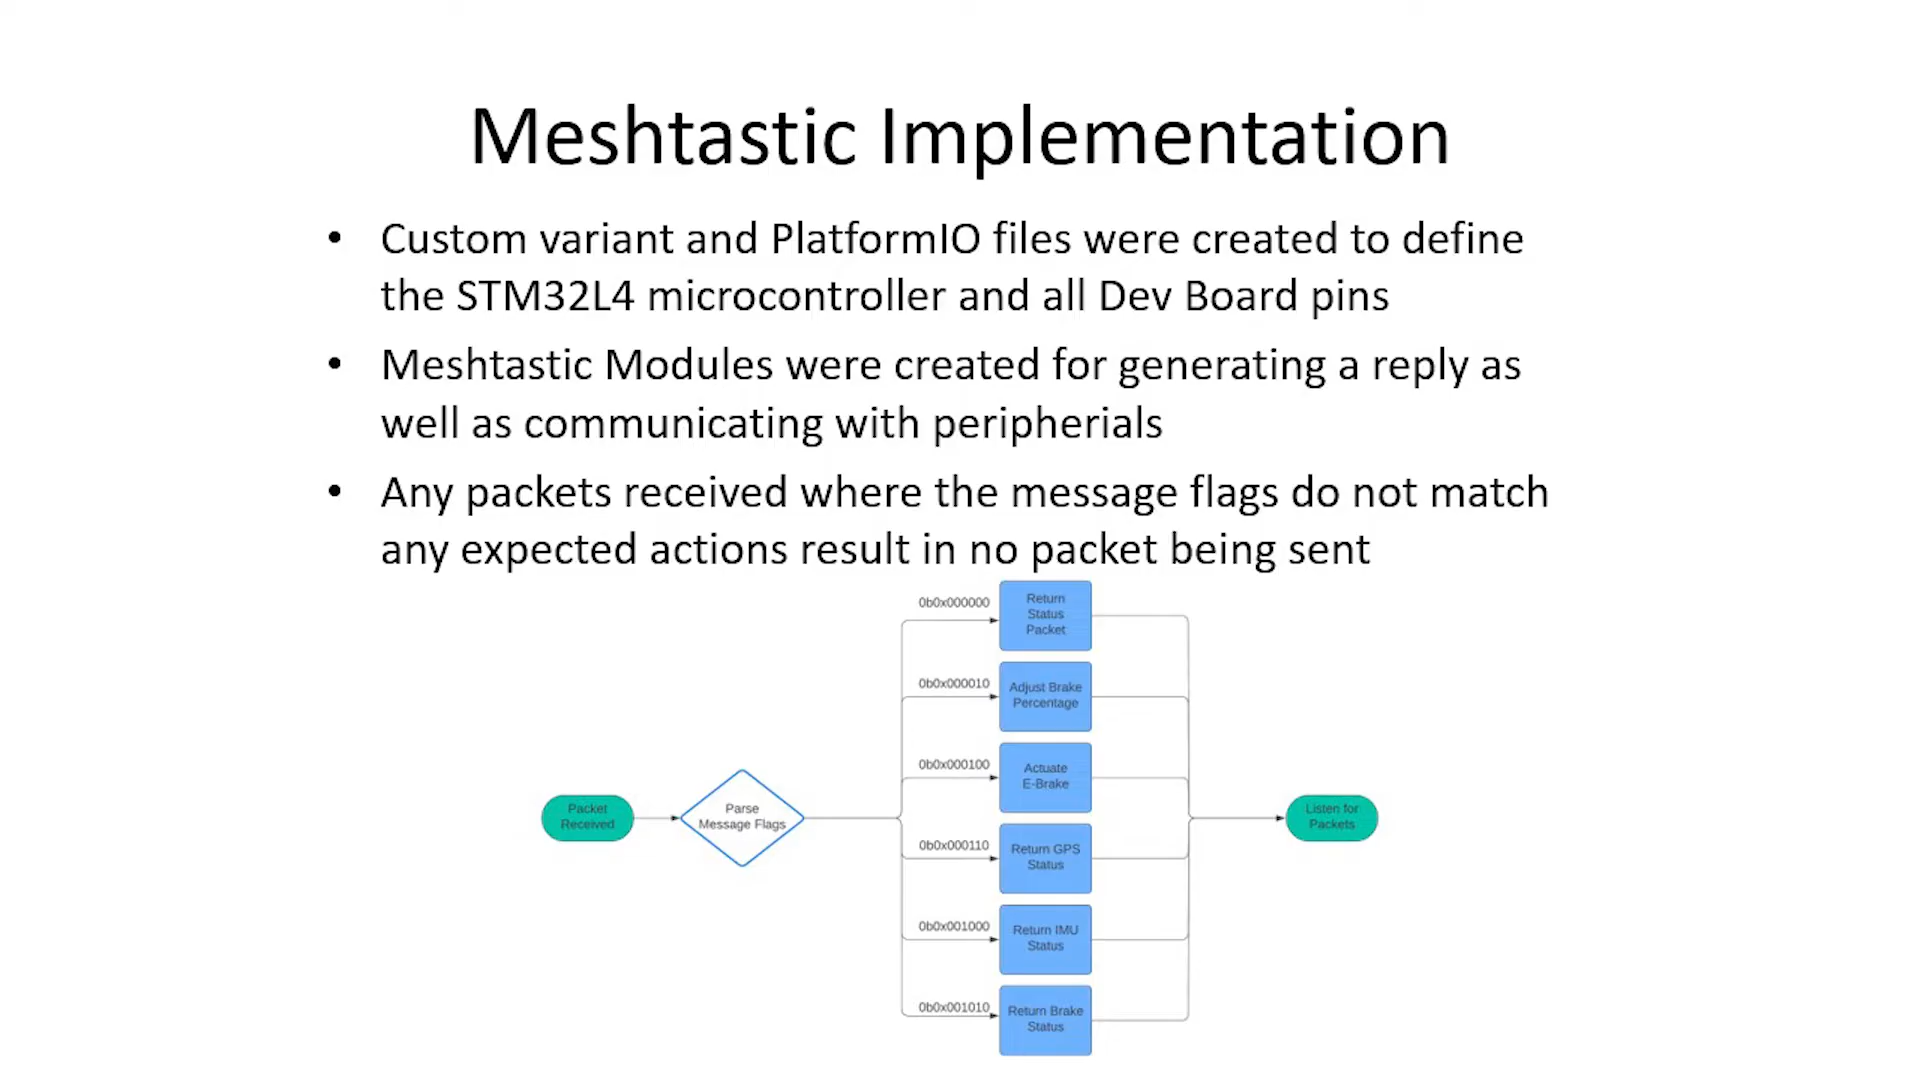 Meshtastic Implementation
• Custom variant and PlatformIO files were created to define
the STM32L4 microcontroller and all Dev Board pins
• Meshtastic Modules were created for generating a reply as
well as communicating with peripherials
• Any packets received where the message flags do not match
any expected actions result in no packet being sent
Packet
Received
Parse
Message Flags
0b0x000000
Return
Status
Packet
0b0x000010
Adjust Brake
Percentage
0b0x000100
Actuate
E-Brake
0b0x000110
Return GPS
Status
0b0x001000
Return IMU
Status
0b0x001010
Return Brake
Status
Listen for
Packets